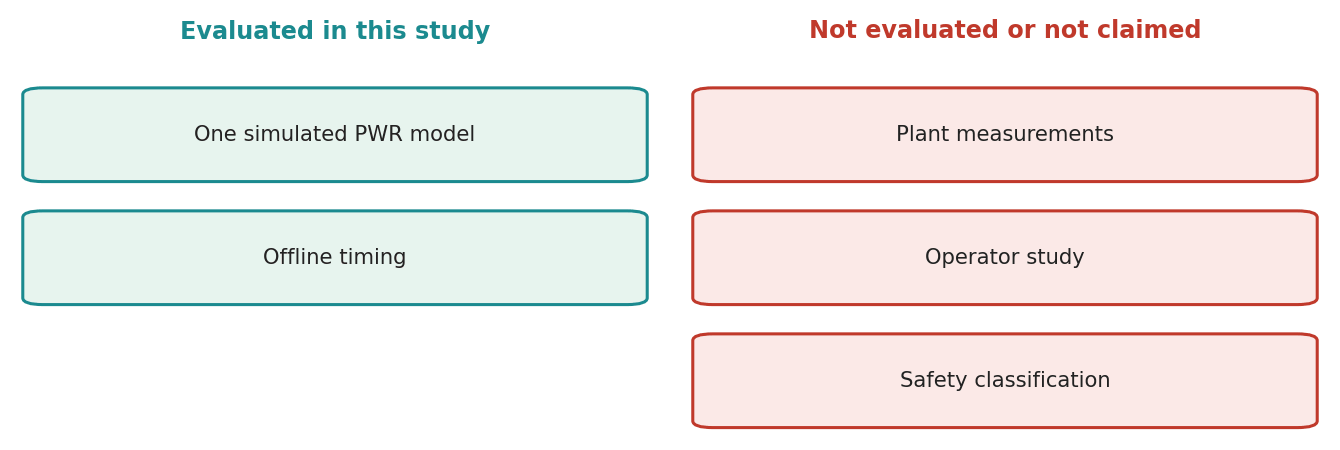 Evaluated in this study
One simulated PWR model
Offline timing
Not evaluated or not claimed
Plant measurements
Operator study
Safety classification